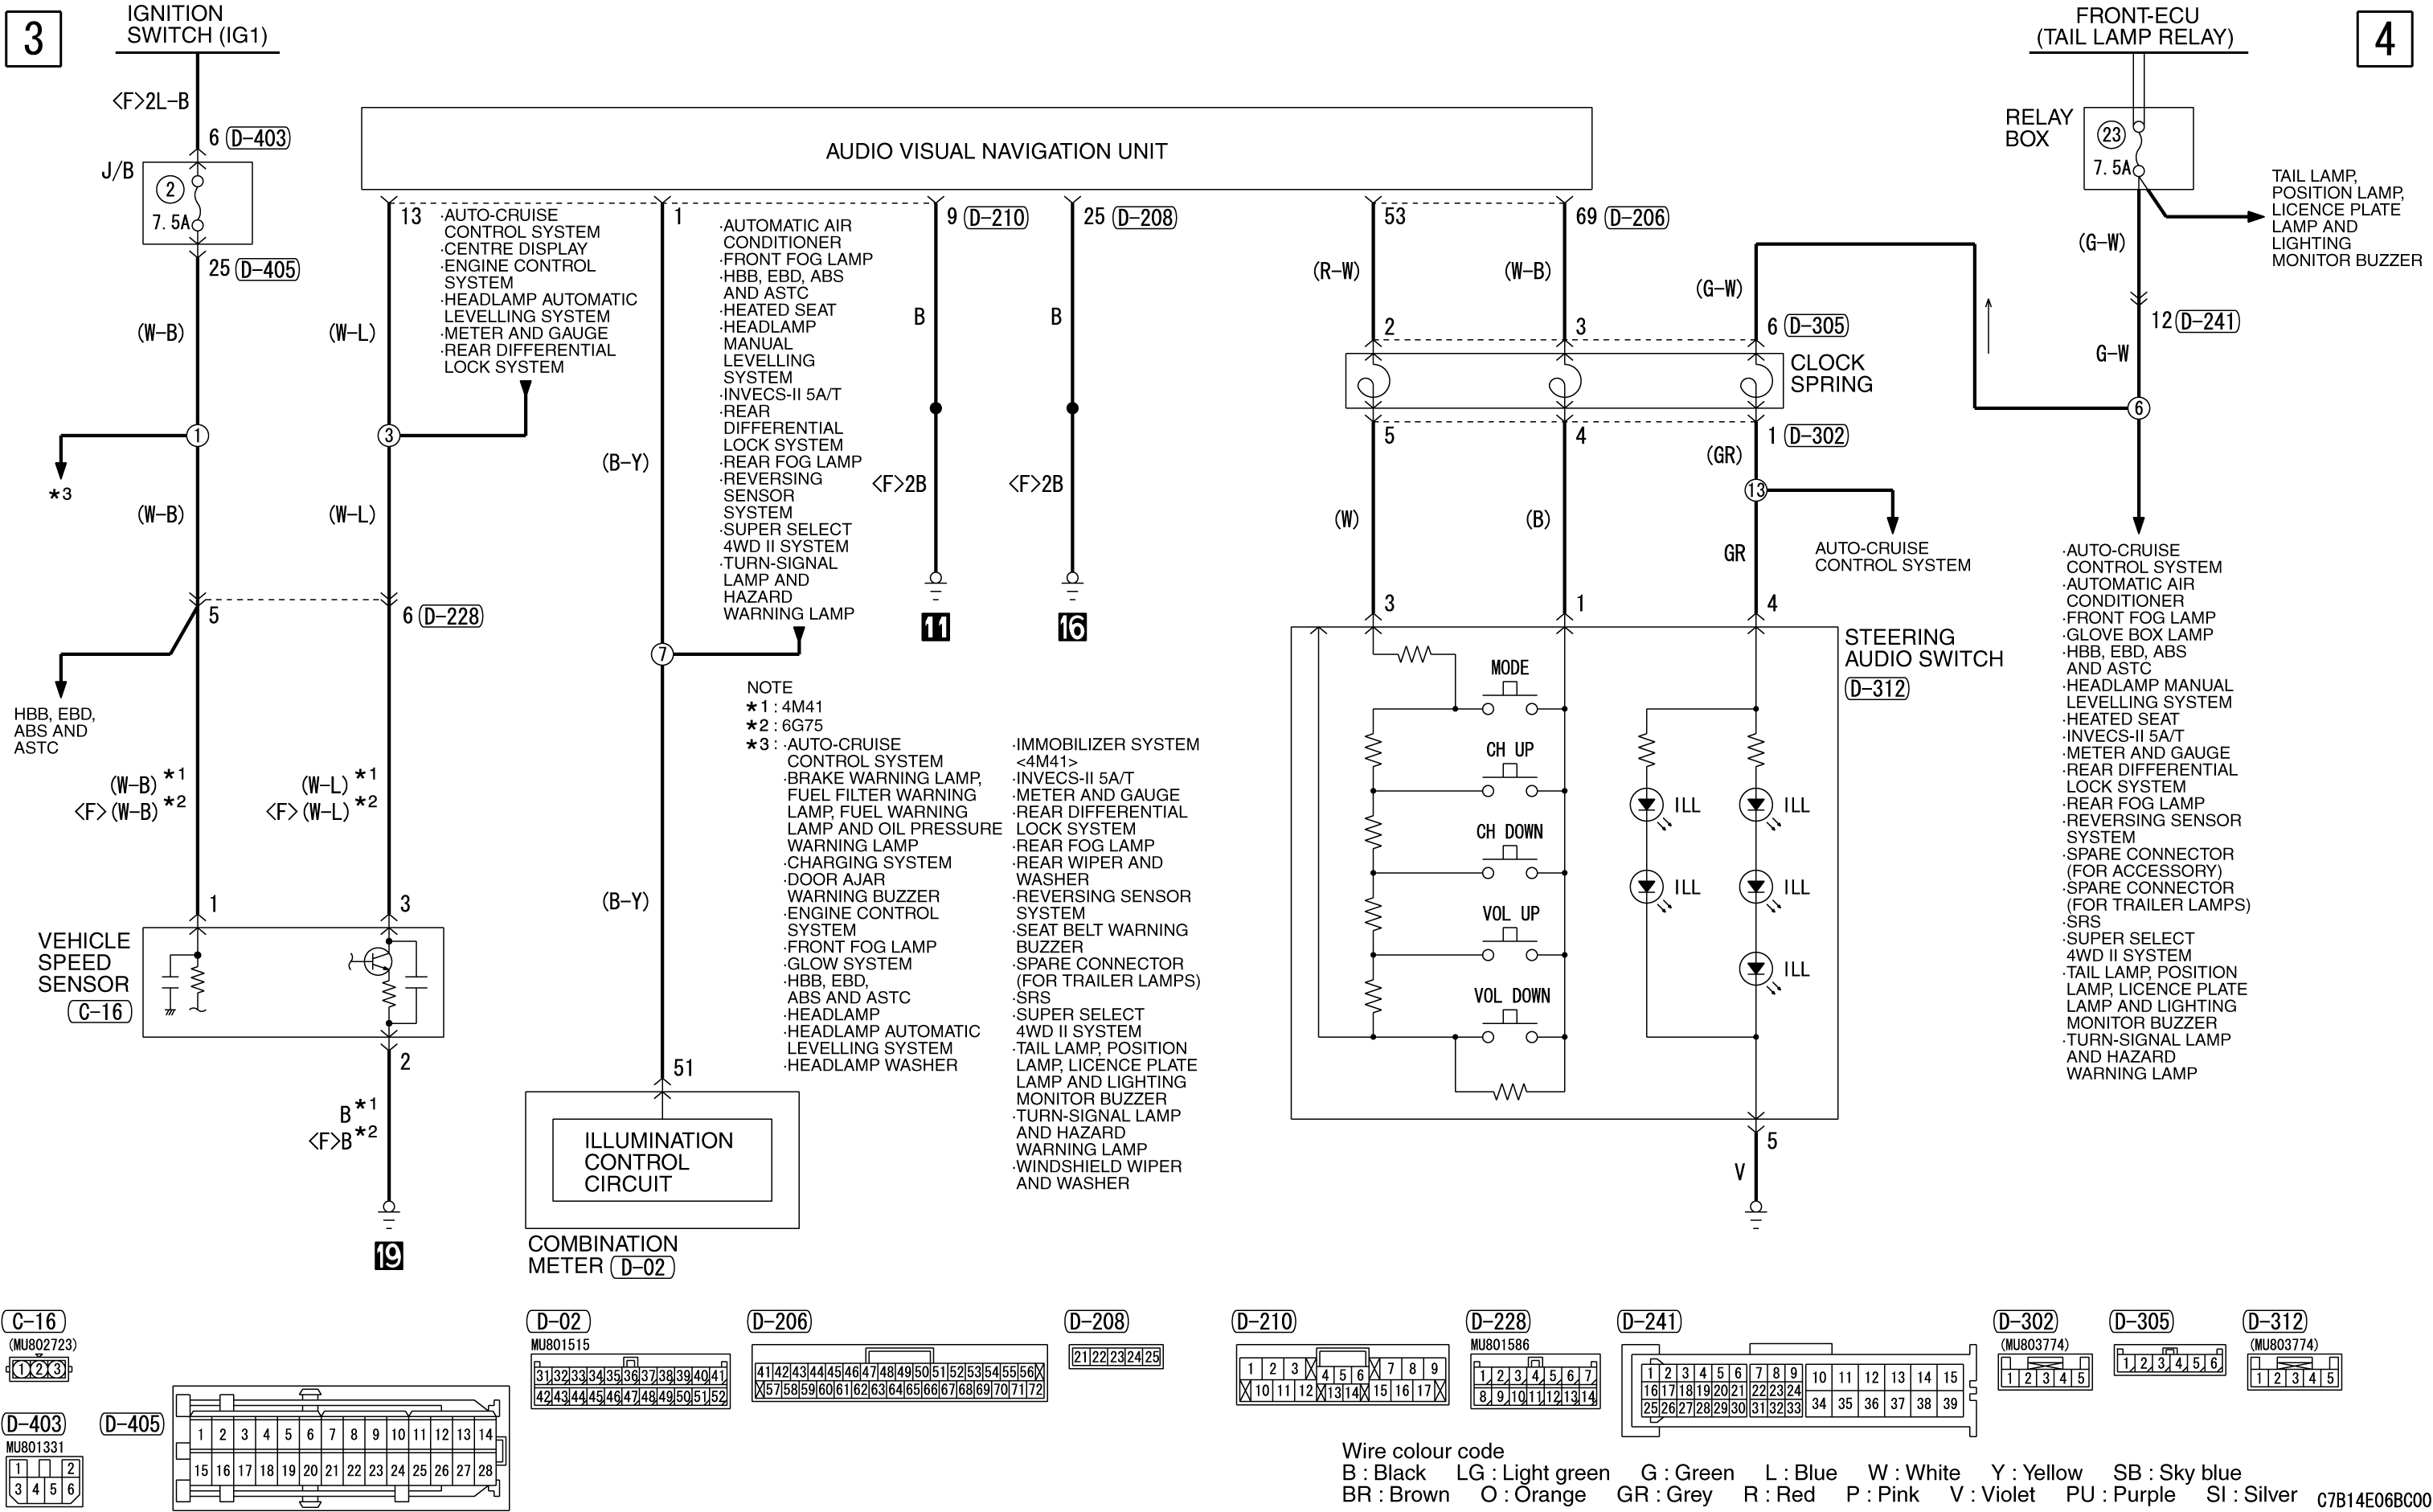 3
IGNITION
SWITCH (IG1)
<F>2L-B
6 (D-403)
J/B
2
7.5A
25 (D-405)
(W-B)
1
*3
(W-B)
5
HBB, EBD,
ABS AND
ASTC
(W-B) *1
<F>(W-B) *2
1
VEHICLE
SPEED
SENSOR
C-16
AUDIO VISUAL NAVIGATION UNIT
13
(W-L)
3
(W-L)
6 (D-228)
(W-L) *1
<F>(W-L) *2
3
2
B *1
<F>B *2
19
·AUTO-CRUISE
CONTROL SYSTEM
·CENTRE DISPLAY
·ENGINE CONTROL
SYSTEM
·HEADLAMP AUTOMATIC
LEVELLING SYSTEM
·METER AND GAUGE
·REAR DIFFERENTIAL
LOCK SYSTEM
1
(B-Y)
7
(B-Y)
51
ILLUMINATION
CONTROL
CIRCUIT
COMBINATION
METER (D-02)
·AUTOMATIC AIR
CONDITIONER
·FRONT FOG LAMP
·HBB, EBD, ABS
AND ASTC
·HEATED SEAT
·HEADLAMP
MANUAL
LEVELLING
SYSTEM
·INVECS-II 5A/T
·REAR
DIFFERENTIAL
LOCK SYSTEM
·REAR FOG LAMP
·REVERSING
SENSOR
SYSTEM
·SUPER SELECT
4WD II SYSTEM
·TURN-SIGNAL
LAMP AND
HAZARD
WARNING LAMP
9 (D-210)
B
<F>2B
11
25 (D-208)
B
<F>2B
16
NOTE
*1 : 4M41
*2 : 6G75
*3 : ·AUTO-CRUISE
CONTROL SYSTEM
·BRAKE WARNING LAMP,
FUEL FILTER WARNING
LAMP, FUEL WARNING
LAMP AND OIL PRESSURE
WARNING LAMP
·CHARGING SYSTEM
·DOOR AJAR
WARNING BUZZER
·ENGINE CONTROL
SYSTEM
·FRONT FOG LAMP
·GLOW SYSTEM
·HBB, EBD,
ABS AND ASTC
·HEADLAMP
·HEADLAMP AUTOMATIC
LEVELLING SYSTEM
·HEADLAMP WASHER
·IMMOBILIZER SYSTEM
<4M41>
·INVECS-II 5A/T
·METER AND GAUGE
·REAR DIFFERENTIAL
LOCK SYSTEM
·REAR FOG LAMP
·REAR WIPER AND
WASHER
·REVERSING SENSOR
SYSTEM
·SEAT BELT WARNING
BUZZER
·SPARE CONNECTOR
(FOR TRAILER LAMPS)
·SRS
·SUPER SELECT
4WD II SYSTEM
·TAIL LAMP, POSITION
LAMP, LICENCE PLATE
LAMP AND LIGHTING
MONITOR BUZZER
·TURN-SIGNAL LAMP
AND HAZARD
WARNING LAMP
·WINDSHIELD WIPER
AND WASHER
53
69 (D-206)
(R-W)
(W-B)
(G-W)
2
3
6 (D-305)
CLOCK
SPRING
5
4
1 (D-302)
(GR)
13
(W)
(B)
GR
AUTO-CRUISE
CONTROL SYSTEM
3
1
4
STEERING
AUDIO SWITCH
D-312
MODE
CH UP
CH DOWN
VOL UP
VOL DOWN
ILL
ILL
ILL
ILL
ILL
5
V
4
FRONT-ECU
(TAIL LAMP RELAY)
RELAY
BOX
23
7.5A
TAIL LAMP,
POSITION LAMP,
LICENCE PLATE
LAMP AND
LIGHTING
MONITOR BUZZER
(G-W)
12 (D-241)
G-W
6
·AUTO-CRUISE
CONTROL SYSTEM
·AUTOMATIC AIR
CONDITIONER
·FRONT FOG LAMP
·GLOVE BOX LAMP
·HBB, EBD, ABS
AND ASTC
·HEADLAMP MANUAL
LEVELLING SYSTEM
·HEATED SEAT
·INVECS-II 5A/T
·METER AND GAUGE
·REAR DIFFERENTIAL
LOCK SYSTEM
·REAR FOG LAMP
·REVERSING SENSOR
SYSTEM
·SPARE CONNECTOR
(FOR ACCESSORY)
·SPARE CONNECTOR
(FOR TRAILER LAMPS)
·SRS
·SUPER SELECT
4WD II SYSTEM
·TAIL LAMP, POSITION
LAMP, LICENCE PLATE
LAMP AND LIGHTING
MONITOR BUZZER
·TURN-SIGNAL LAMP
AND HAZARD
WARNING LAMP
C-16
(MU802723)
1 2 3
D-403
MU801331
1 2
3 4 5 6
D-405
1 2 3 4 5 6 7 8 9 10 11 12 13 14
15 16 17 18 19 20 21 22 23 24 25 26 27 28
D-02
MU801515
31 32 33 34 35 36 37 38 39 40 41
42 43 44 45 46 47 48 49 50 51 52
D-206
41 42 43 44 45 46 47 48 49 50 51 52 53 54 55 56
57 58 59 60 61 62 63 64 65 66 67 68 69 70 71 72
D-208
21 22 23 24 25
D-210
1 2 3 4 5 6 7 8 9
10 11 12 13 14 15 16 17
D-228
MU801586
1 2 3 4 5 6 7
8 9 10 11 12 13 14
D-241
1 2 3 4 5 6 7 8 9 10 11 12 13 14 15
16 17 18 19 20 21 22 23 24
25 26 27 28 29 30 31 32 33 34 35 36 37 38 39
D-302
(MU803774)
1 2 3 4 5
D-305
1 2 3 4 5 6
D-312
(MU803774)
1 2 3 4 5
Wire colour code
B : Black LG : Light green G : Green L : Blue W : White Y : Yellow SB : Sky blue
BR : Brown O : Orange GR : Grey R : Red P : Pink V : Violet PU : Purple SI : Silver
C7B14E06BC00